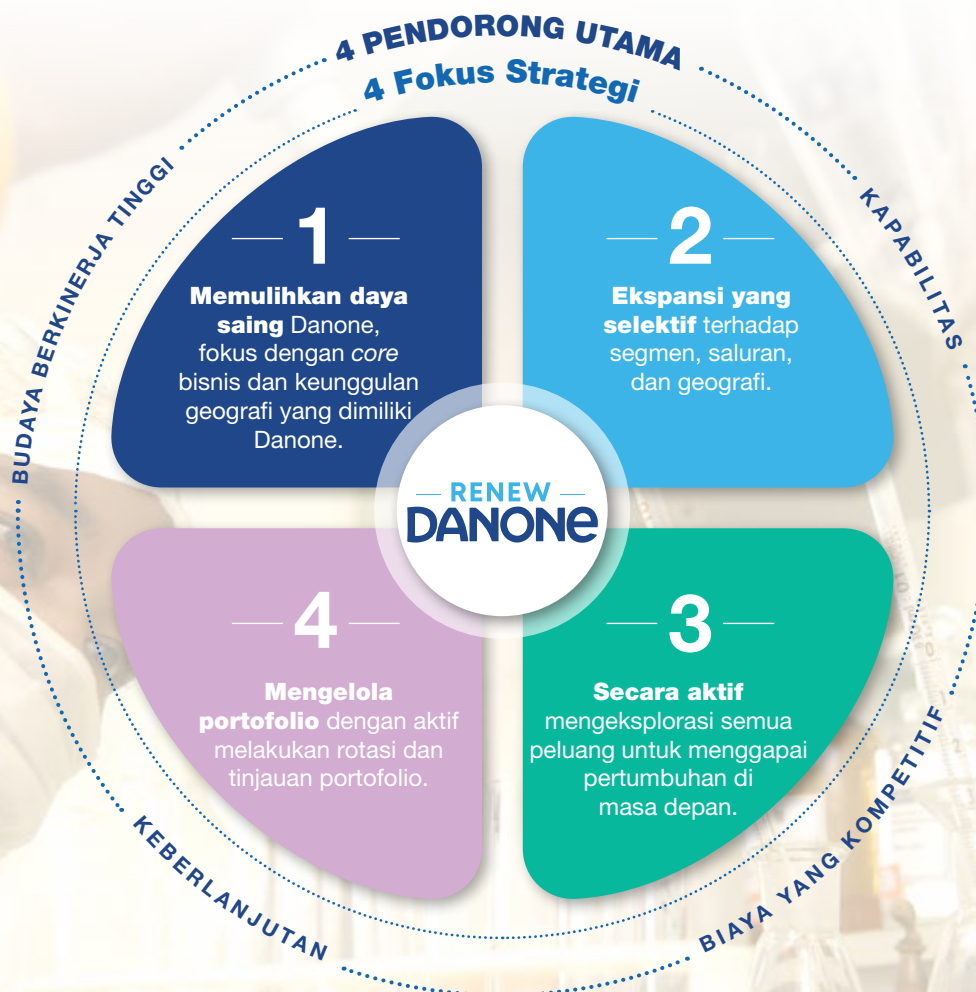 4 PENDORONG UTAMA
4 Fokus Strategi
BUDAYA BERKINERJA TINGGI
KAPABILITAS
1
Memulihkan daya
saing Danone,
fokus dengan core
bisnis dan keunggulan
geografi yang dimiliki
Danone.
2
Ekspansi yang
selektif terhadap
segmen, saluran,
dan geografi.
RENEW
DANONE
4
Mengelola
portofolio dengan aktif
melakukan rotasi dan
tinjauan portofolio.
3
Secara aktif
mengeksplorasi semua
peluang untuk menggapai
pertumbuhan di
masa depan.
KEBERLANJUTAN
BIAYA YANG KOMPETITIF